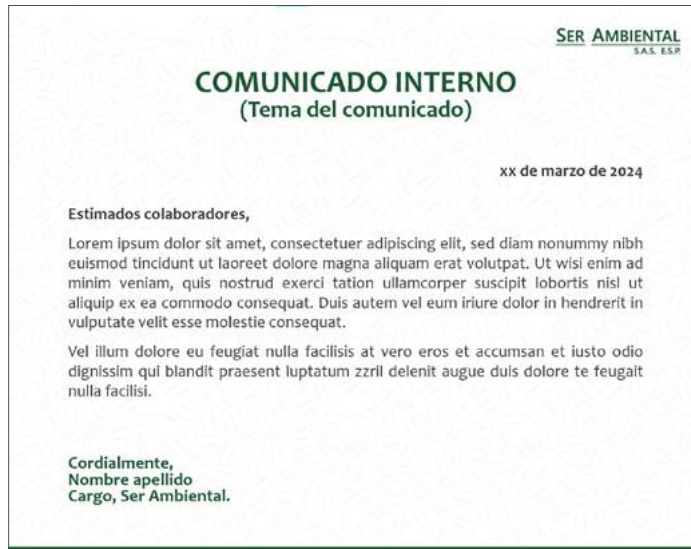 SER AMBIENTAL
S.A.S. E.S.P.
COMUNICADO INTERNO
(Tema del comunicado)
xx de marzo de 2024
Estimados colaboradores,
Lorem ipsum dolor sit amet, consectetuer adipiscing elit, sed diam nonummy nibh
euismod tincidunt ut laoreet dolore magna aliquam erat volutpat. Ut wisi enim ad
minim veniam, quis nostrud exerci tation ullamcorper suscipit lobortis nisl ut
aliquip ex ea commodo consequat. Duis autem vel eum iriure dolor in hendrerit in
vulputate velit esse molestie consequat.
Vel illum dolore eu feugiat nulla facilisis at vero eros et accumsan et iusto odio
dignissim qui blandit praesent luptatum zzril delenit augue duis dolore te feugait
nulla facilisi.
Cordialmente,
Nombre apellido
Cargo, Ser Ambiental.